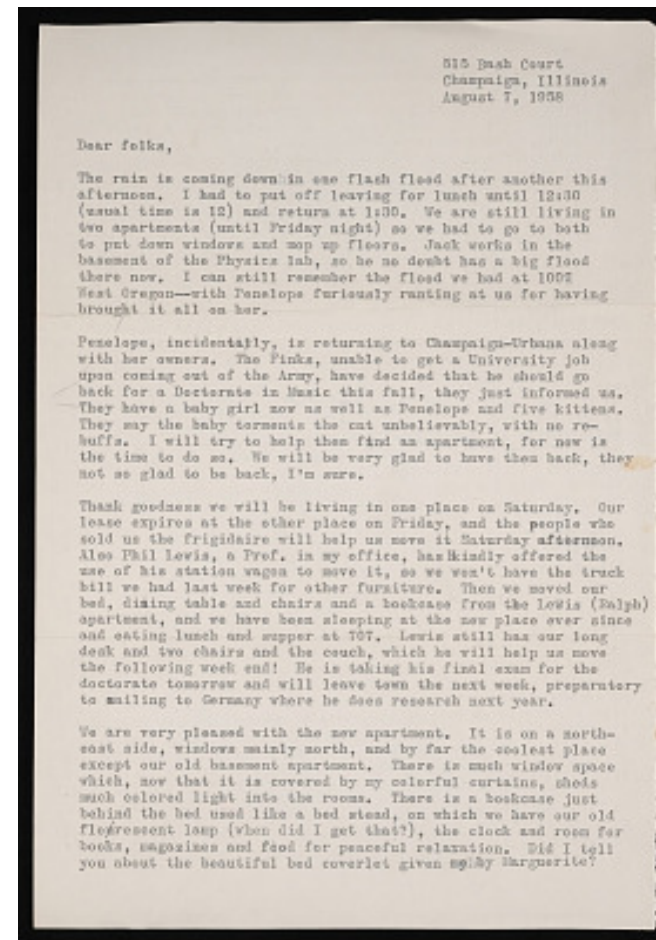 515 Bash Court
Champaign, Illinois
August 7, 1958
Dear folks,
The rain is coming down in one flash flood after another this
afternoon.  I had to put off leaving for lunch until 12:30
(usual time is 12) and return at 1:30.  We are still living in
two apartments (until Friday night) so we had to go to both
to put down windows and mop up floors.  Jack works in the
basement of the Physics lab, so he no doubt has a big flood
there now.  I can still remember the flood we had at 1002
West Oregon--with Penelope furiously ranting at us for having
brought it all on her.
Penelope, incidentally, is returning to Champaign-Urbana along
with her owners.  The Finks, unable to get a University job
upon coming out of the Army, have decided that he should go
back for a Doctorate in Music this fall, they just informed us.
They have a baby girl now as well as Penelope and five kittens.
They say the baby torments the cat unbelievably, with no re-
buffs.  I will try to help them find an apartment, for now is
the time to do so.  We will be very glad to have them back, they
not so glad to be back, I'm sure.
Thank goodness we will be living in one place on Saturday.  Our
lease expires at the other place on Friday, and the people who
sold us the frigidaire will help us move it Saturday afternoon.
Also Phil Lewis, a Prof. in my office, has kindly offered the
use of his station wagon to move it, so we won't have the truck
bill we had last week for other furniture.  Then we moved our
bed, dining table and chairs and a bookcase from the Lewis (Ralph)
apartment, and we have been sleeping at the new place ever since
and eating lunch and supper at 707.  Lewis still has our long
desk and two chairs and the couch, which he will help us move
the following week end!  He is taking his final exam for the
doctorate tomorrow and will leave town the next week, preparatory
to sailing to Germany where he does research next year.
We are very pleased with the new apartment.  It is on a north-
east side, windows mainly north, and by far the coolest place
except our old basement apartment.  There is much window space
which, now that it is covered by my colorful curtains, sheds
much colored light into the rooms.  There is a bookcase just
behind the bed used like a bed stead, on which we have our old
florescent lamp (when did I get that?), the clock and room for
books, magazines and food for peaceful relaxation.  Did I tell
you about the beautiful bed coverlet given by Marguerite?